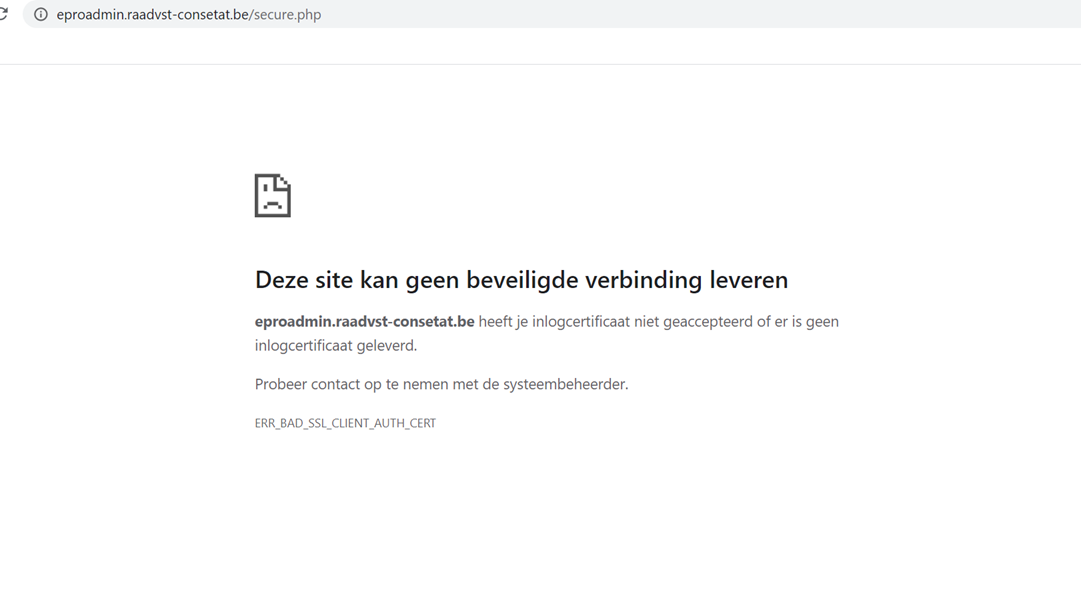 eproadmin.raadvst-consetat.be/secure.php
Deze site kan geen beveiligde verbinding leveren
eproadmin.raadvst-consetat.be heeft je inlogcertificaat niet geaccepteerd of er is geen
inlogcertificaat geleverd.
Probeer contact op te nemen met de systeembeheerder.
ERR_BAD_SSL_CLIENT_AUTH_CERT